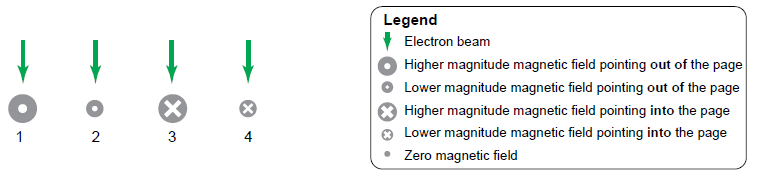 Legend
Electron beam
Higher magnitude magnetic field pointing out of the page
Lower magnitude magnetic field pointing out of the page
Higher magnitude magnetic field pointing into the page
Lower magnitude magnetic field pointing into the page
Zero magnetic field
1 2 3 4